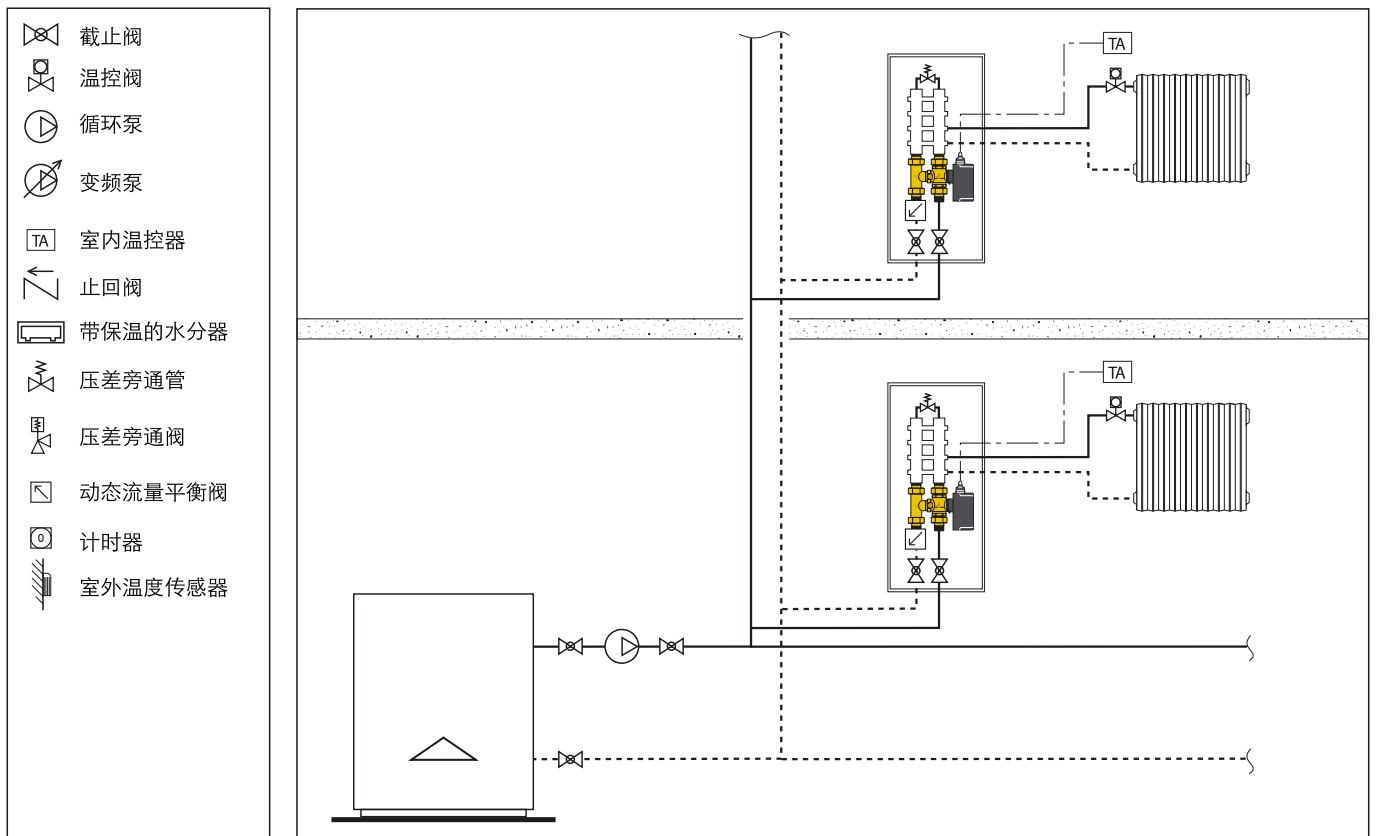 截止阀
温控阀
循环泵
变频泵
TA 室内温控器
止回阀
带保温的水分器
压差旁通管
压差旁通阀
动态流量平衡阀
0 计时器
室外温度传感器
TA
TA